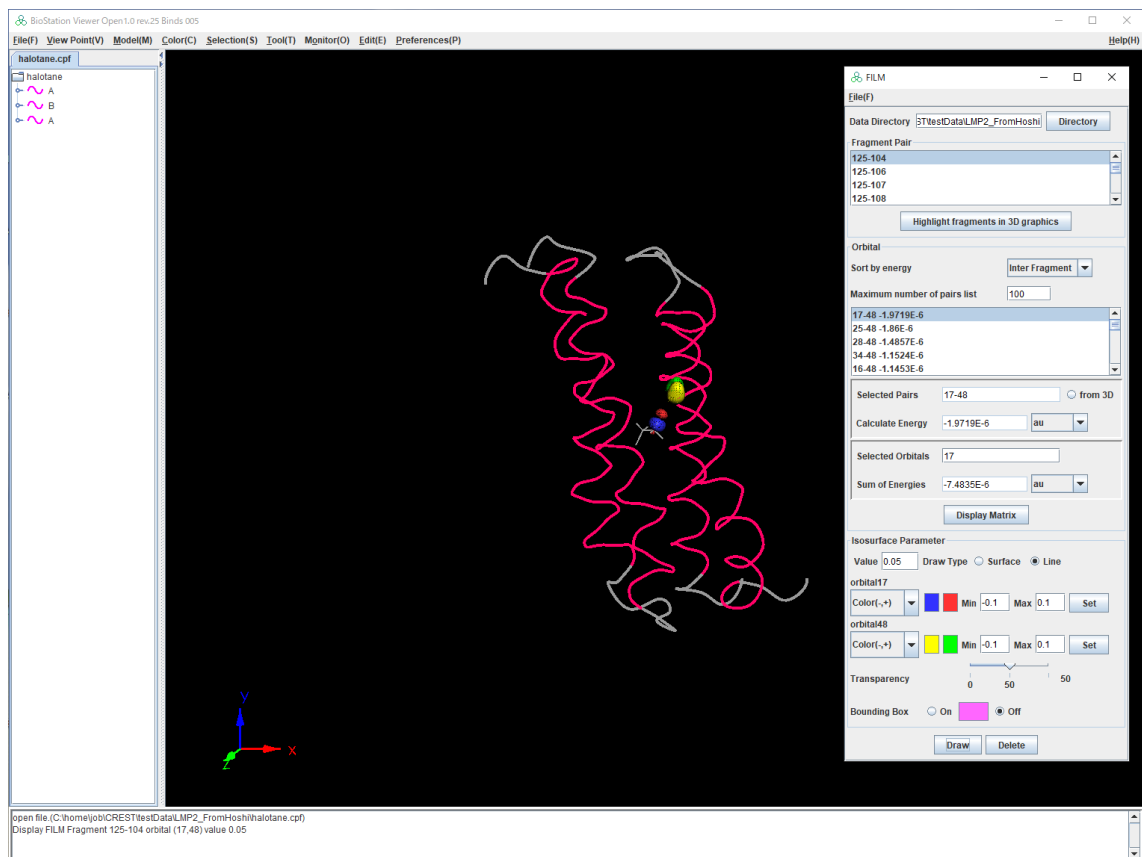 BioStation Viewer Open1.0 rev.25 Binds 005
File(F) View Point(V) Model(M) Color(C) Selection(S) Tool(T) Monitor(O) Edit(E) Preferences(P) Help(H)
halotane.cpf
halotane
A
B
A
FILM
File(F)
Data Directory ST\testData\LMP2_FromHoshi Directory
Fragment Pair
125-104
125-106
125-107
125-108
Highlight fragments in 3D graphics
Orbital
Sort by energy Inter Fragment
Maximum number of pairs list 100
17-48 -1.9719E-6
25-48 -1.86E-6
28-48 -1.4857E-6
34-48 -1.1524E-6
16-48 -1.1453E-6
Selected Pairs 17-48 from 3D
Calculate Energy -1.9719E-6 au
Selected Orbitals 17
Sum of Energies -7.4835E-6 au
Display Matrix
Isosurface Parameter
Value 0.05 Draw Type Surface Line
orbital17
Color(-,+) Min -0.1 Max 0.1 Set
orbital48
Color(-,+) Min -0.1 Max 0.1 Set
Transparency 50
0 50
Bounding Box On Off
Draw Delete
Y
X
Z
open file.(C:\home\job\CREST\testData\LMP2_FromHoshi\halotane.cpf)
Display FILM Fragment 125-104 orbital (17,48) value 0.05